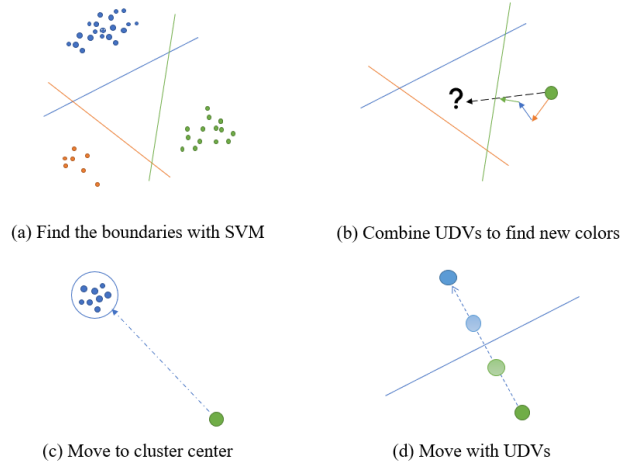 ?
(a) Find the boundaries with SVM
(b) Combine UDVs to find new colors
(c) Move to cluster center
(d) Move with UDVs